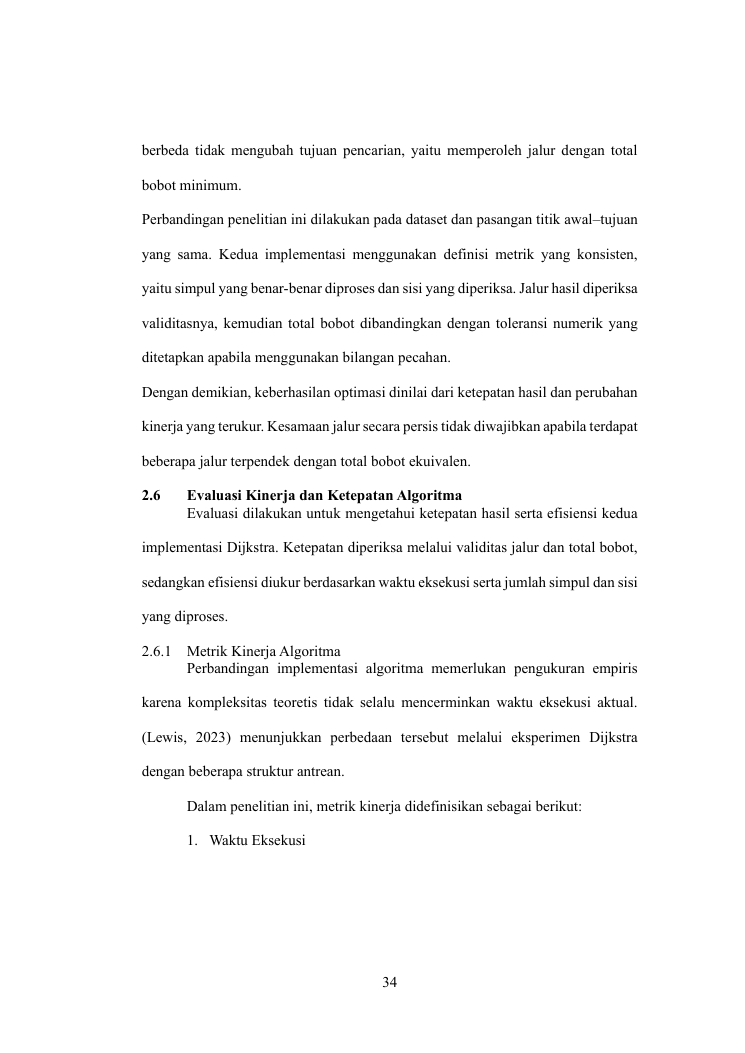 berbeda tidak mengubah tujuan pencarian, yaitu memperoleh jalur dengan total
bobot minimum.
Perbandingan penelitian ini dilakukan pada dataset dan pasangan titik awal–tujuan
yang sama. Kedua implementasi menggunakan definisi metrik yang konsisten,
yaitu simpul yang benar-benar diproses dan sisi yang diperiksa. Jalur hasil diperiksa
validitasnya, kemudian total bobot dibandingkan dengan toleransi numerik yang
ditetapkan apabila menggunakan bilangan pecahan.
Dengan demikian, keberhasilan optimasi dinilai dari ketepatan hasil dan perubahan
kinerja yang terukur. Kesamaan jalur secara persis tidak diwajibkan apabila terdapat
beberapa jalur terpendek dengan total bobot ekuivalen.
2.6 Evaluasi Kinerja dan Ketepatan Algoritma
Evaluasi dilakukan untuk mengetahui ketepatan hasil serta efisiensi kedua
implementasi Dijkstra. Ketepatan diperiksa melalui validitas jalur dan total bobot,
sedangkan efisiensi diukur berdasarkan waktu eksekusi serta jumlah simpul dan sisi
yang diproses.
2.6.1 Metrik Kinerja Algoritma
Perbandingan implementasi algoritma memerlukan pengukuran empiris
karena kompleksitas teoretis tidak selalu mencerminkan waktu eksekusi aktual.
(Lewis, 2023) menunjukkan perbedaan tersebut melalui eksperimen Dijkstra
dengan beberapa struktur antrean.
Dalam penelitian ini, metrik kinerja didefinisikan sebagai berikut:
1. Waktu Eksekusi
34